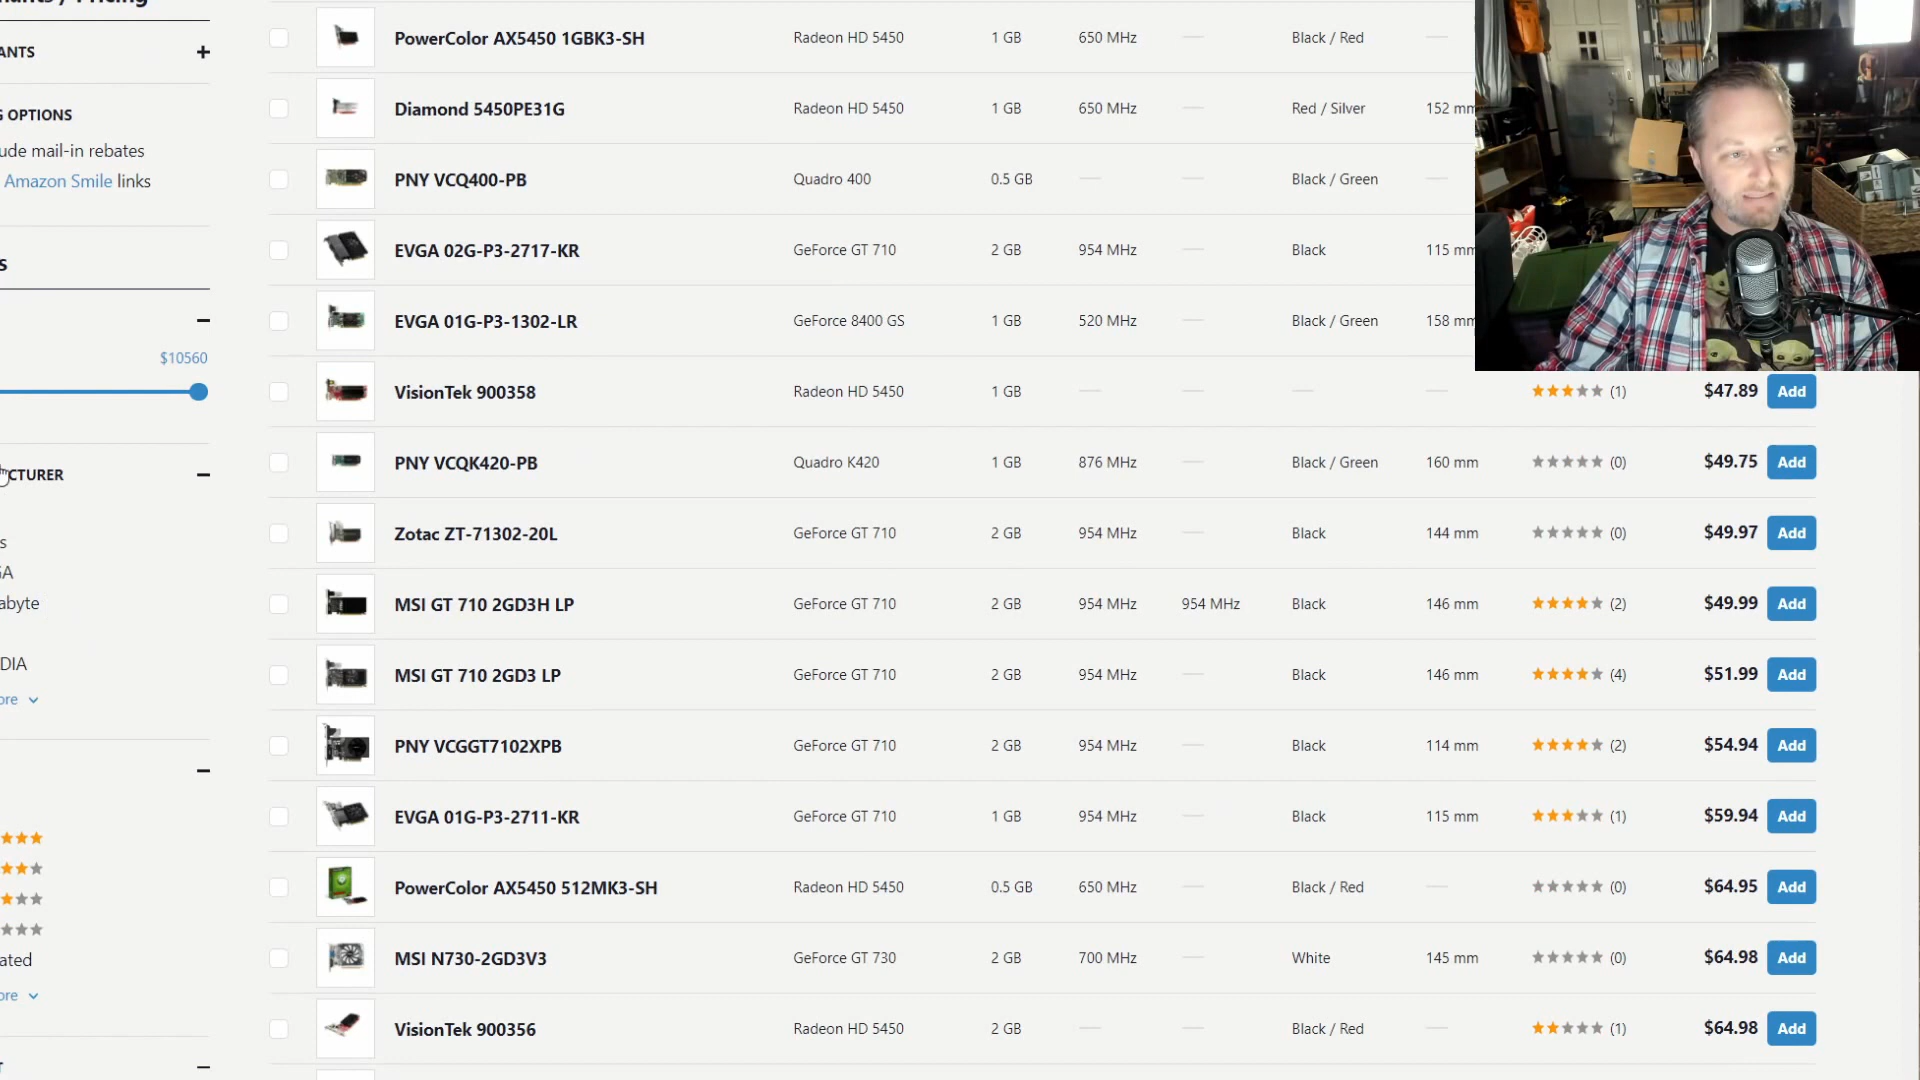 ANTS
OPTIONS
ude mail-in rebates
Amazon Smile links
S
$10560
CTURER
s
GA
abyte
DIA
ore
ated
ore
PowerColor AX5450 1GBK3-SH Radeon HD 5450 1 GB 650 MHz — Black / Red —
Diamond 5450PE31G Radeon HD 5450 1 GB 650 MHz — Red / Silver 152 mm
PNY VCQ400-PB Quadro 400 0.5 GB — — Black / Green —
EVGA 02G-P3-2717-KR GeForce GT 710 2 GB 954 MHz — Black 115 mm
EVGA 01G-P3-1302-LR GeForce 8400 GS 1 GB 520 MHz — Black / Green 158 mm
VisionTek 900358 Radeon HD 5450 1 GB — — — — (1) $47.89 Add
PNY VCQK420-PB Quadro K420 1 GB 876 MHz — Black / Green 160 mm (0) $49.75 Add
Zotac ZT-71302-20L GeForce GT 710 2 GB 954 MHz — Black 144 mm (0) $49.97 Add
MSI GT 710 2GD3H LP GeForce GT 710 2 GB 954 MHz 954 MHz Black 146 mm (2) $49.99 Add
MSI GT 710 2GD3 LP GeForce GT 710 2 GB 954 MHz — Black 146 mm (4) $51.99 Add
PNY VCGGT7102XPB GeForce GT 710 2 GB 954 MHz — Black 114 mm (2) $54.94 Add
EVGA 01G-P3-2711-KR GeForce GT 710 1 GB 954 MHz — Black 115 mm (1) $59.94 Add
PowerColor AX5450 512MK3-SH Radeon HD 5450 0.5 GB 650 MHz — Black / Red — (0) $64.95 Add
MSI N730-2GD3V3 GeForce GT 730 2 GB 700 MHz — White 145 mm (0) $64.98 Add
VisionTek 900356 Radeon HD 5450 2 GB — — Black / Red — (1) $64.98 Add